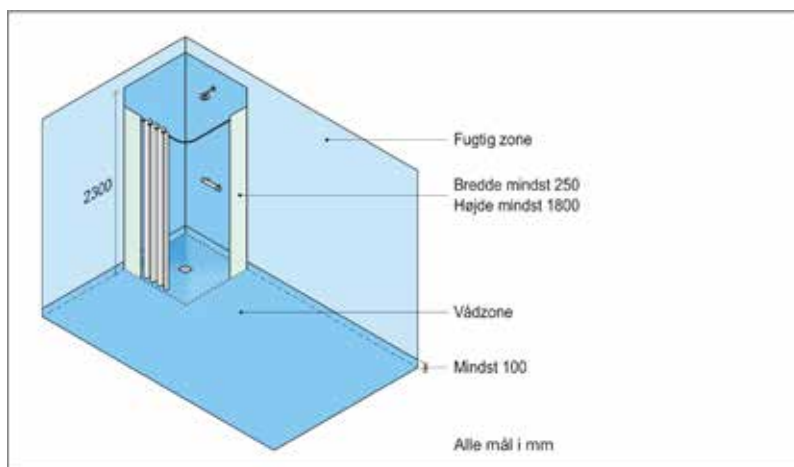 2300
Fugtig zone
Bredde mindst 250
Højde mindst 1800
Vådzone
Mindst 100
Alle mål i mm